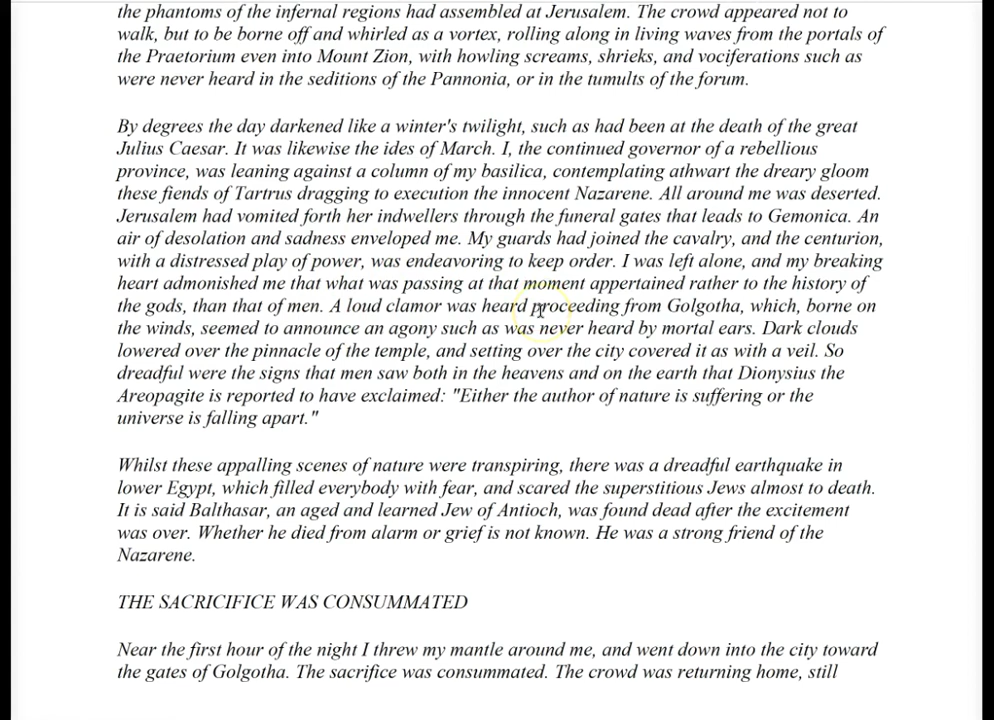 the phantoms of the infernal regions had assembled at Jerusalem. The crowd appeared not to
walk, but to be borne off and whirled as a vortex, rolling along in living waves from the portals of
the Praetorium even into Mount Zion, with howling screams, shrieks, and vociferations such as
were never heard in the seditions of the Pannonia, or in the tumults of the forum.
By degrees the day darkened like a winter's twilight, such as had been at the death of the great
Julius Caesar. It was likewise the ides of March. I, the continued governor of a rebellious
province, was leaning against a column of my basilica, contemplating athwart the dreary gloom
these fiends of Tartrus dragging to execution the innocent Nazarene. All around me was deserted.
Jerusalem had vomited forth her indwellers through the funeral gates that leads to Gemonica. An
air of desolation and sadness enveloped me. My guards had joined the cavalry, and the centurion,
with a distressed play of power, was endeavoring to keep order. I was left alone, and my breaking
heart admonished me that what was passing at that moment appertained rather to the history of
the gods, than that of men. A loud clamor was heard proceeding from Golgotha, which, borne on
the winds, seemed to announce an agony such as was never heard by mortal ears. Dark clouds
lowered over the pinnacle of the temple, and setting over the city covered it as with a veil. So
dreadful were the signs that men saw both in the heavens and on the earth that Dionysius the
Areopagite is reported to have exclaimed: "Either the author of nature is suffering or the
universe is falling apart."
Whilst these appalling scenes of nature were transpiring, there was a dreadful earthquake in
lower Egypt, which filled everybody with fear, and scared the superstitious Jews almost to death.
It is said Balthasar, an aged and learned Jew of Antioch, was found dead after the excitement
was over. Whether he died from alarm or grief is not known. He was a strong friend of the
Nazarene.
THE SACRICIFICE WAS CONSUMMATED
Near the first hour of the night I threw my mantle around me, and went down into the city toward
the gates of Golgotha. The sacrifice was consummated. The crowd was returning home, still